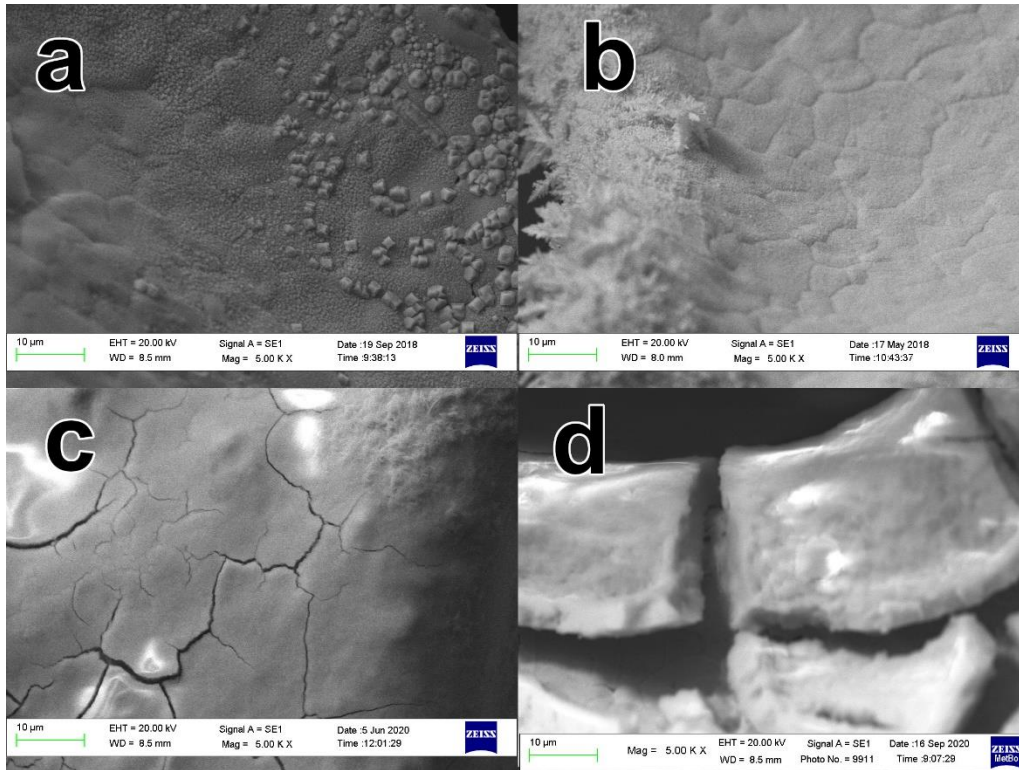 a
10 µm
EHT = 20.00 kV
WD = 8.5 mm
Signal A = SE1
Mag = 5.00 K X
Date :19 Sep 2018
Time :9:38:13
ZEISS
b
10 µm
EHT = 20.00 kV
WD = 8.0 mm
Signal A = SE1
Mag = 5.00 K X
Date :17 May 2018
Time :10:43:37
ZEISS
c
10 µm
EHT = 20.00 kV
WD = 8.5 mm
Signal A = SE1
Mag = 5.00 K X
Date :5 Jun 2020
Time :12:01:29
ZEISS
d
10 µm
Mag = 5.00 K X
EHT = 20.00 kV
WD = 8.5 mm
Signal A = SE1
Photo No. = 9911
Date :16 Sep 2020
Time :9:07:29
ZEISS